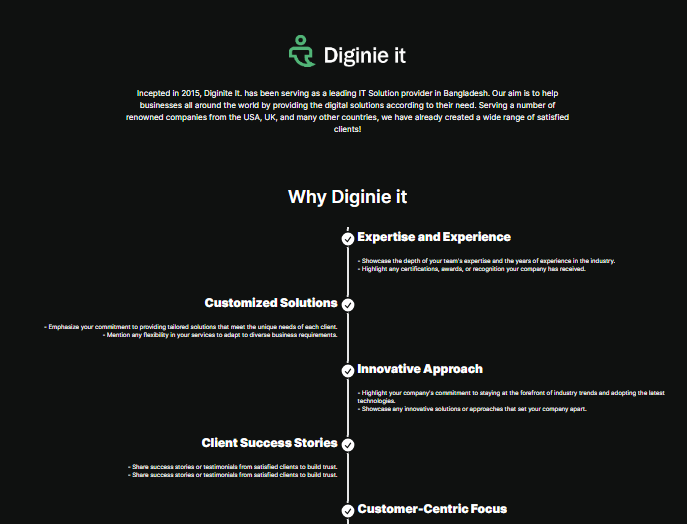 Diginie it
Incepted in 2015, Diginite It. has been serving as a leading IT Solution provider in Bangladesh. Our aim is to help
businesses all around the world by providing the digital solutions according to their need. Serving a number of
renowned companies from the USA, UK, and many other countries, we have already created a wide range of satisfied
clients!
Why Diginie it
Expertise and Experience
- Showcase the depth of your team's expertise and the years of experience in the industry.
- Highlight any certifications, awards, or recognition your company has received.
Customized Solutions
- Emphasize your commitment to providing tailored solutions that meet the unique needs of each client.
- Mention any flexibility in your services to adapt to diverse business requirements.
Innovative Approach
- Highlight your company's commitment to staying at the forefront of industry trends and adopting the latest
technologies.
- Showcase any innovative solutions or approaches that set your company apart.
Client Success Stories
- Share success stories or testimonials from satisfied clients to build trust.
- Share success stories or testimonials from satisfied clients to build trust.
Customer-Centric Focus